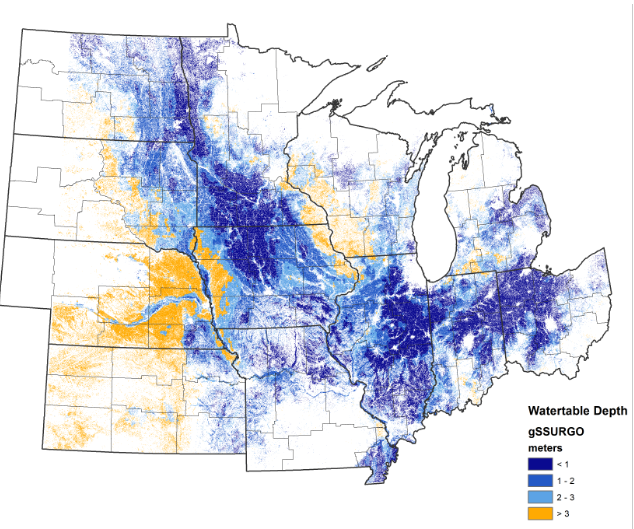 Watertable Depth
gSSURGO
meters
< 1
1 - 2
2 - 3
> 3